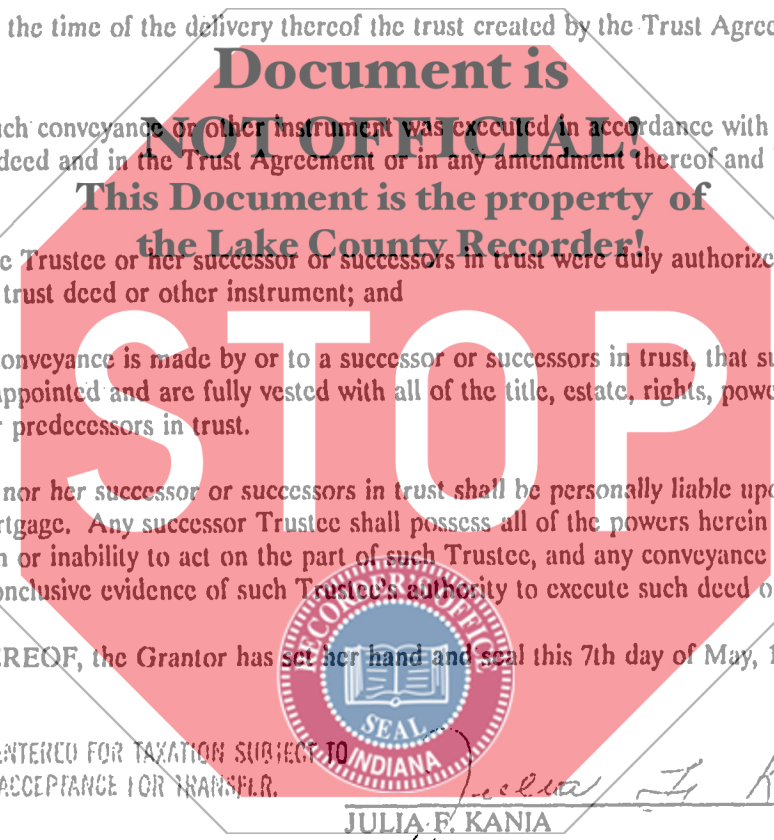 the time of the delivery thereof the trust created by the Trust Agree
Document is
NOT OFFICIAL!
ch conveyance or other instrument was executed in accordance with
deed and in the Trust Agreement or in any amendment thereof and
This Document is the property of
the Lake County Recorder!
e Trustee or her successor or successors in trust were duly authorize
trust deed or other instrument; and
STOP
onveyance is made by or to a successor or successors in trust, that su
ppointed and are fully vested with all of the title, estate, rights, powe
r predecessors in trust.
nor her successor or successors in trust shall be personally liable upo
rtgage. Any successor Trustee shall possess all of the powers herein
n or inability to act on the part of such Trustee, and any conveyance
onclusive evidence of such Trustee's authority to execute such deed o
RECORDER'S OFFICE
SEAL
INDIANA
EREOF, the Grantor has set her hand and seal this 7th day of May, 1
ENTERED FOR TAXATION SUBJECT TO
ACCEPTANCE FOR TRANSFER.
Julia F. K
JULIA F. KANIA